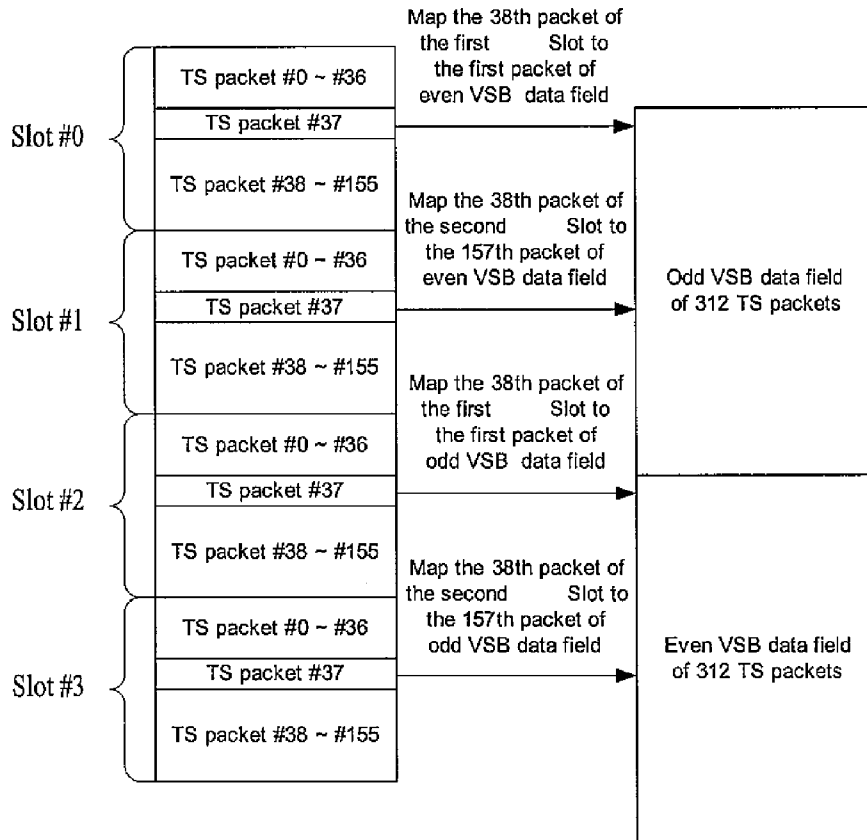 Map the 38th packet of
the first Slot to
the first packet of
even VSB data field
TS packet #0 ~ #36
TS packet #37
TS packet #38 ~ #155
Slot #0
Map the 38th packet of
the second Slot to
the 157th packet of
even VSB data field
TS packet #0 ~ #36
TS packet #37
TS packet #38 ~ #155
Slot #1
Odd VSB data field
of 312 TS packets
Map the 38th packet of
the first Slot to
the first packet of
odd VSB data field
TS packet #0 ~ #36
TS packet #37
TS packet #38 ~ #155
Slot #2
Map the 38th packet of
the second Slot to
the 157th packet of
odd VSB data field
TS packet #0 ~ #36
TS packet #37
TS packet #38 ~ #155
Slot #3
Even VSB data field
of 312 TS packets